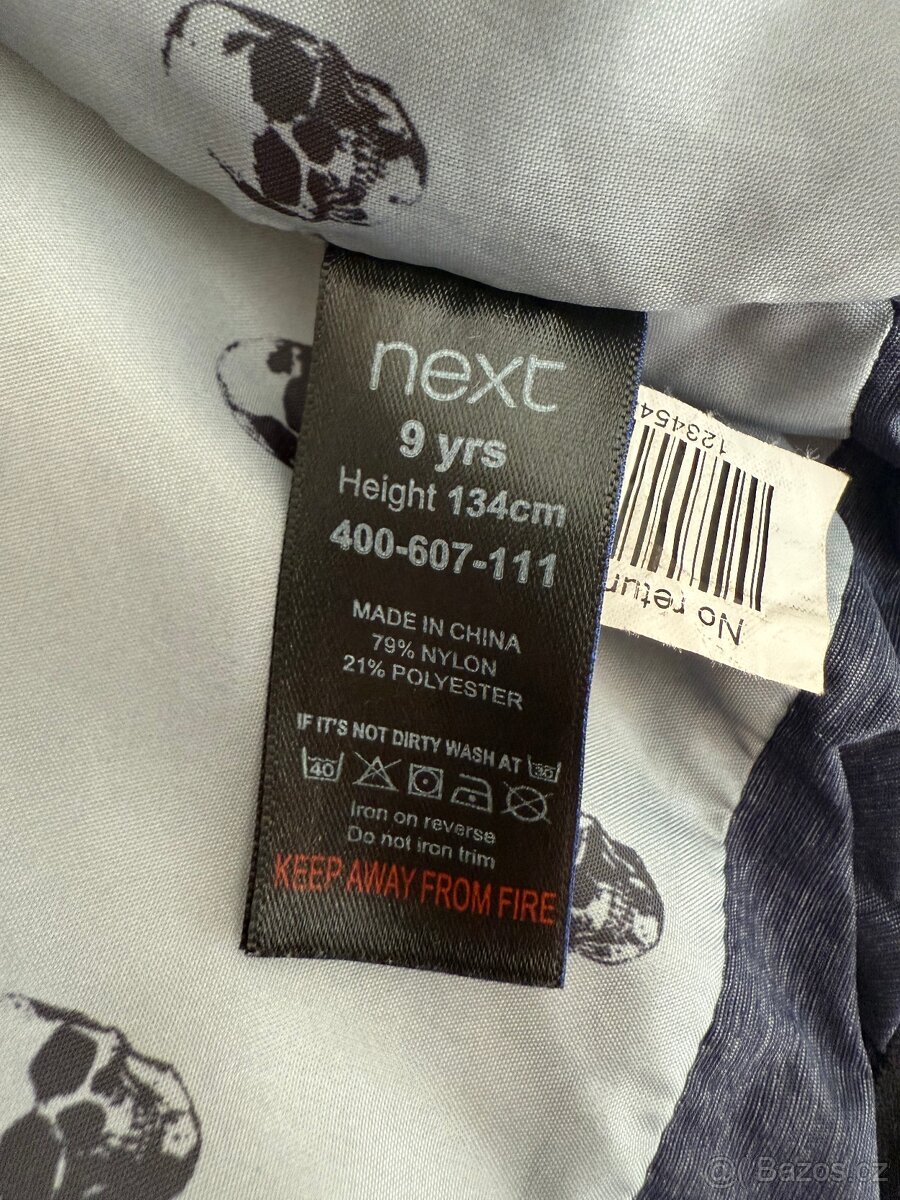 next
9 yrs
Height 134cm
400-607-111
MADE IN CHINA
79% NYLON
21% POLYESTER
IF IT'S NOT DIRTY WASH AT 30
40
Iron on reverse
Do not iron trim
KEEP AWAY FROM FIRE
123454
No return
Bazos.cz